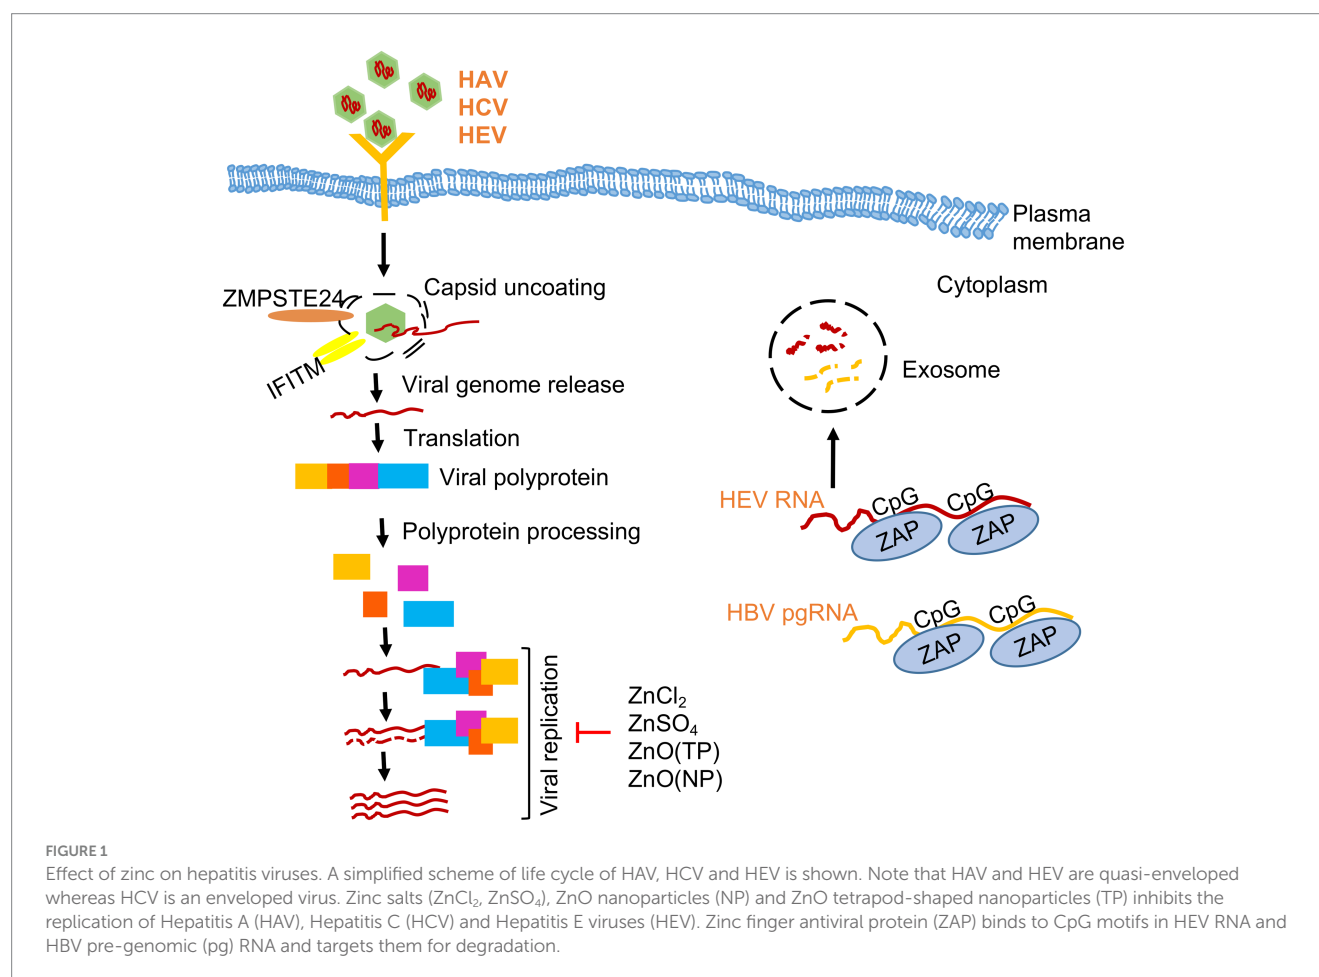 HAV
HCV
HEV
Plasma
membrane
Cytoplasm
ZMPSTE24
Capsid uncoating
IFITM
Viral genome release
Exosome
Translation
Viral polyprotein
HEV RNA
CpG
CpG
ZAP
ZAP
Polyprotein processing
HBV pgRNA
CpG
CpG
ZAP
ZAP
Viral replication
ZnCl₂
ZnSO₄
ZnO(TP)
ZnO(NP)
FIGURE 1
Effect of zinc on hepatitis viruses. A simplified scheme of life cycle of HAV, HCV and HEV is shown. Note that HAV and HEV are quasi-enveloped
whereas HCV is an enveloped virus. Zinc salts (ZnCl₂, ZnSO₄), ZnO nanoparticles (NP) and ZnO tetrapod-shaped nanoparticles (TP) inhibits the
replication of Hepatitis A (HAV), Hepatitis C (HCV) and Hepatitis E viruses (HEV). Zinc finger antiviral protein (ZAP) binds to CpG motifs in HEV RNA and
HBV pre-genomic (pg) RNA and targets them for degradation.